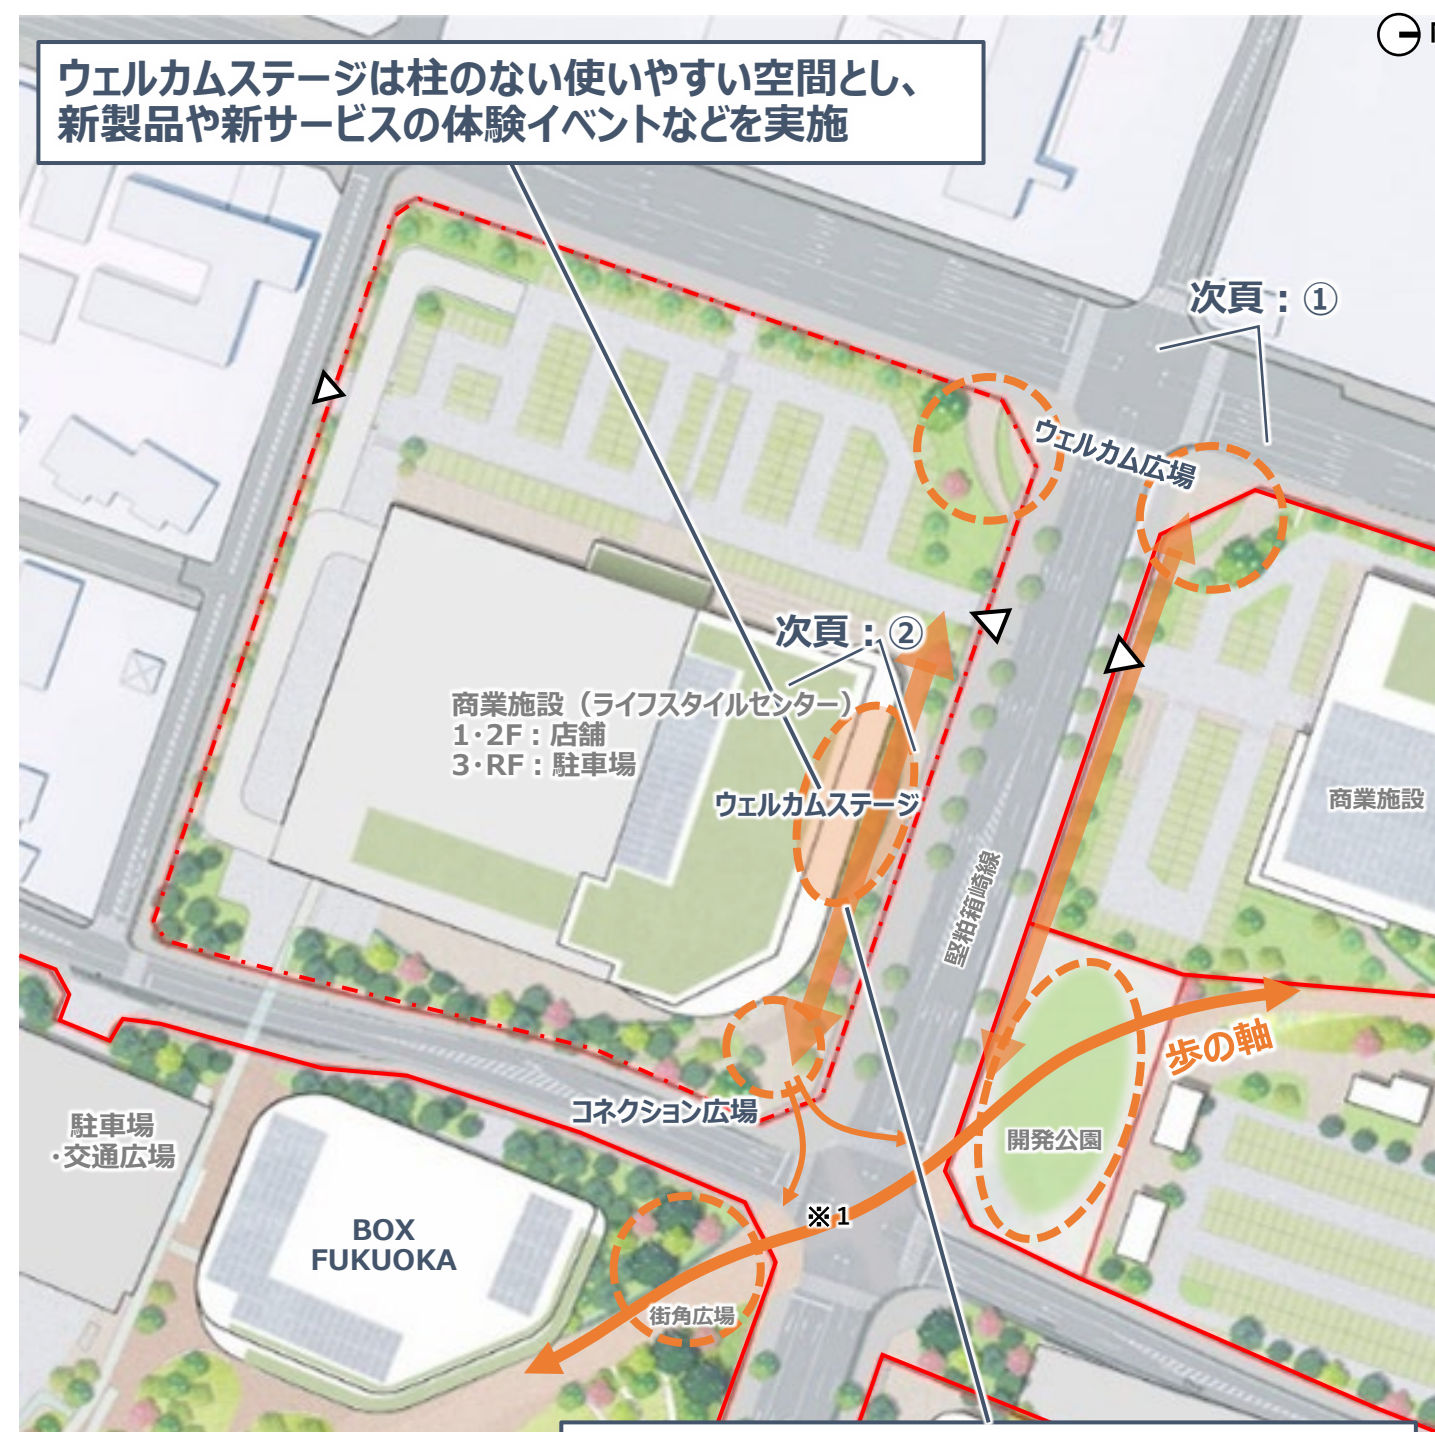 ウェルカムステージは柱のない使いやすい空間とし、
新製品や新サービスの体験イベントなどを実施
次頁：①
ウェルカム広場
次頁：②
商業施設（ライフスタイルセンター）
1･2F：店舗
3･RF：駐車場
ウェルカムステージ
商業施設
堅粕箱崎線
歩の軸
コネクション広場
開発公園
駐車場
･交通広場
※1
BOX
FUKUOKA
街角広場